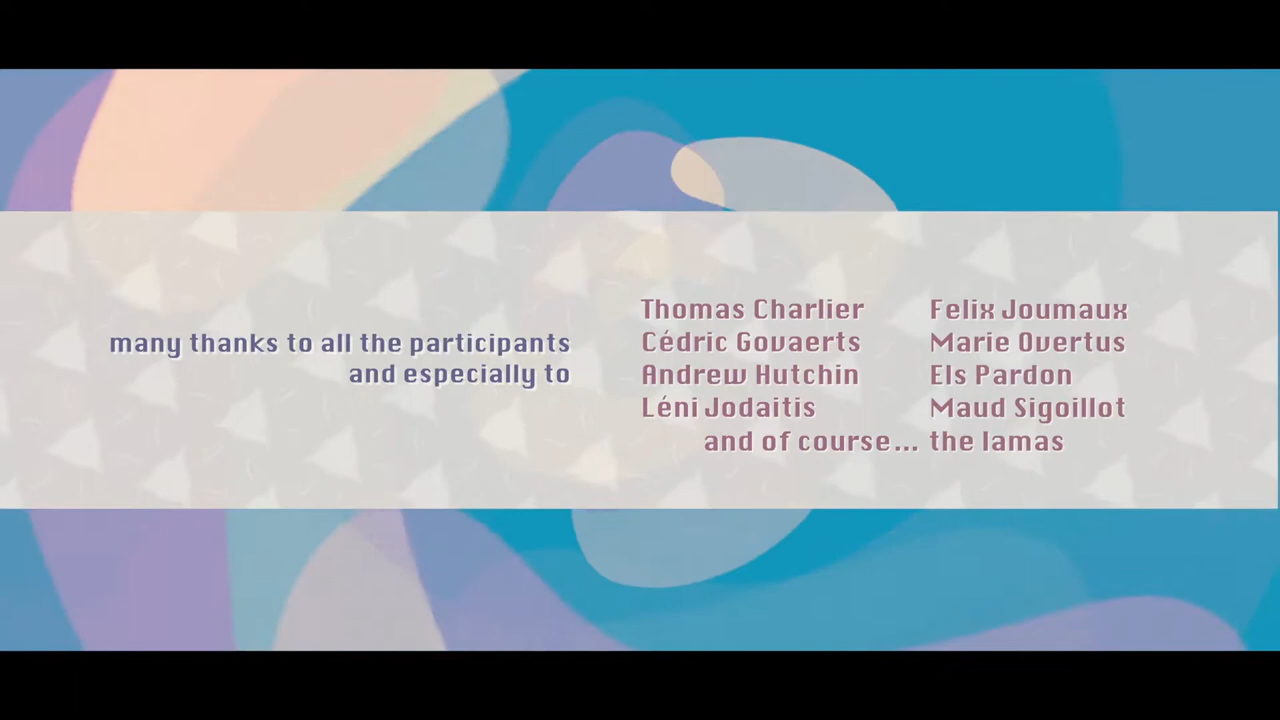 many thanks to all the participants
and especially to
Thomas Charlier
Cédric Govaerts
Andrew Hutchin
Léni Jodaitis
Felix Joumaux
Marie Overtus
Els Pardon
Maud Sigoillot
and of course... the lamas